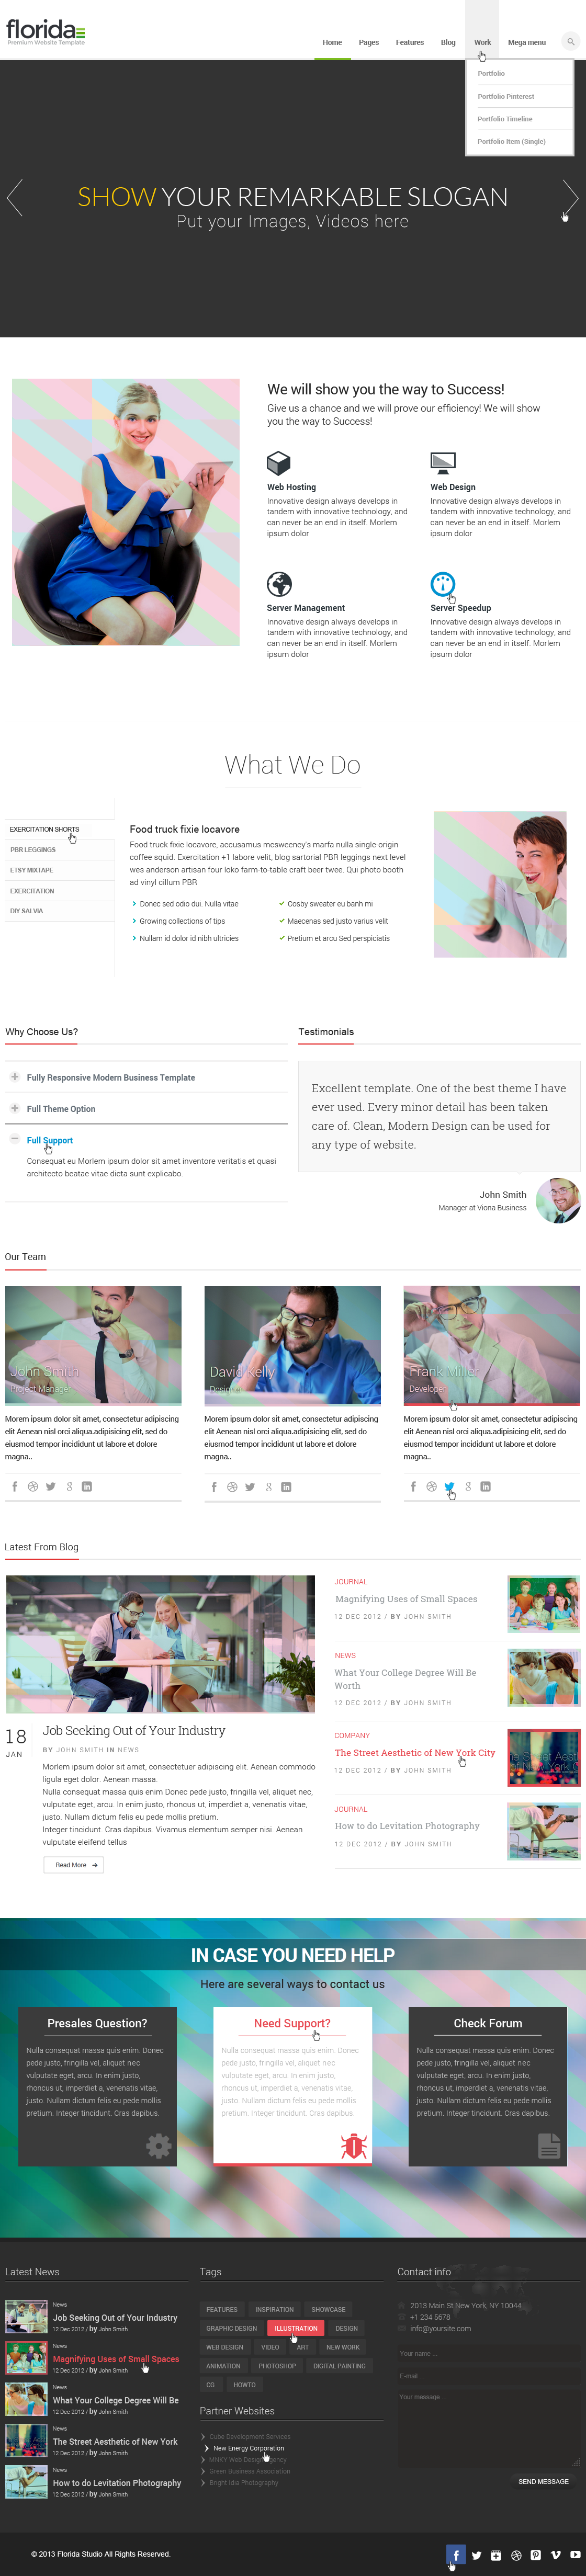 florida
Premium Website Template
Home Pages Features Blog Work Mega menu
Portfolio
Portfolio Pinterest
Portfolio Timeline
Portfolio Item (Single)
SHOW YOUR REMARKABLE SLOGAN
Put your Images, Videos here
We will show you the way to Success!
Give us a chance and we will prove our efficiency! We will show
you the way to Success!
Web Hosting
Innovative design always develops in
tandem with innovative technology, and
can never be an end in itself. Morlem
ipsum dolor
Web Design
Innovative design always develops in
tandem with innovative technology, and
can never be an end in itself. Morlem
ipsum dolor
Server Management
Innovative design always develops in
tandem with innovative technology, and
can never be an end in itself. Morlem
ipsum dolor
Server Speedup
Innovative design always develops in
tandem with innovative technology, and
can never be an end in itself. Morlem
ipsum dolor
What We Do
EXERCITATION SHORTS
PBR LEGGINGS
ETSY MIXTAPE
EXERCITATION
DIY SALVIA
Food truck fixie locavore
Food truck fixie locavore, accusamus mcsweeney's marfa nulla single-origin
coffee squid. Exercitation +1 labore velit, blog sartorial PBR leggings next level
wes anderson artisan four loko farm-to-table craft beer twee. Qui photo booth
ad vinyl cillum PBR
Donec sed odio dui. Nulla vitae
Growing collections of tips
Nullam id dolor id nibh ultricies
Cosby sweater eu banh mi
Maecenas sed justo varius velit
Pretium et arcu Sed perspiciatis
Why Choose Us?
Fully Responsive Modern Business Template
Full Theme Option
Full Support
Consequat eu Morlem ipsum dolor sit amet inventore veritatis et quasi
architecto beatae vitae dicta sunt explicabo.
Testimonials
Excellent template. One of the best theme I have
ever used. Every minor detail has been taken
care of. Clean, Modern Design can be used for
any type of website.
John Smith
Manager at Viona Business
Our Team
John Smith
Project Manager
Morem ipsum dolor sit amet, consectetur adipiscing
elit Aenean nisl orci aliqua.adipisicing elit, sed do
eiusmod tempor incididunt ut labore et dolore
magna..
David Kelly
Designer
Morem ipsum dolor sit amet, consectetur adipiscing
elit Aenean nisl orci aliqua.adipisicing elit, sed do
eiusmod tempor incididunt ut labore et dolore
magna..
Frank Miller
Developer
Morem ipsum dolor sit amet, consectetur adipiscing
elit Aenean nisl orci aliqua.adipisicing elit, sed do
eiusmod tempor incididunt ut labore et dolore
magna..
Latest From Blog
18
JAN
Job Seeking Out of Your Industry
BY JOHN SMITH IN NEWS
Morlem ipsum dolor sit amet, consectetuer adipiscing elit. Aenean commodo
ligula eget dolor. Aenean massa.
Nulla consequat massa quis enim Donec pede justo, fringilla vel, aliquet nec,
vulputate eget, arcu. In enim justo, rhoncus ut, imperdiet a, venenatis vitae,
justo. Nullam dictum felis eu pede mollis pretium.
Integer tincidunt. Cras dapibus. Vivamus elementum semper nisi. Aenean
vulputate eleifend tellus
Read More
JOURNAL
Magnifying Uses of Small Spaces
12 DEC 2012 / BY JOHN SMITH
NEWS
What Your College Degree Will Be
Worth
12 DEC 2012 / BY JOHN SMITH
COMPANY
The Street Aesthetic of New York City
12 DEC 2012 / BY JOHN SMITH
JOURNAL
How to do Levitation Photography
12 DEC 2012 / BY JOHN SMITH
IN CASE YOU NEED HELP
Here are several ways to contact us
Presales Question?
Nulla consequat massa quis enim. Donec
pede justo, fringilla vel, aliquet nec
vulputate eget, arcu. In enim justo,
rhoncus ut, imperdiet a, venenatis vitae,
justo. Nullam dictum felis eu pede mollis
pretium. Integer tincidunt. Cras dapibus.
Need Support?
Nulla consequat massa quis enim. Donec
pede justo, fringilla vel, aliquet nec
vulputate eget, arcu. In enim justo,
rhoncus ut, imperdiet a, venenatis vitae,
justo. Nullam dictum felis eu pede mollis
pretium. Integer tincidunt. Cras dapibus.
Check Forum
Nulla consequat massa quis enim. Donec
pede justo, fringilla vel, aliquet nec
vulputate eget, arcu. In enim justo,
rhoncus ut, imperdiet a, venenatis vitae,
justo. Nullam dictum felis eu pede mollis
pretium. Integer tincidunt. Cras dapibus.
Latest News
News
Job Seeking Out of Your Industry
12 Dec 2012 / by John Smith
News
Magnifying Uses of Small Spaces
12 Dec 2012 / by John Smith
News
What Your College Degree Will Be
12 Dec 2012 / by John Smith
News
The Street Aesthetic of New York
12 Dec 2012 / by John Smith
News
How to do Levitation Photography
12 Dec 2012 / by John Smith
Tags
FEATURES INSPIRATION SHOWCASE
GRAPHIC DESIGN ILLUSTRATION DESIGN
WEB DESIGN VIDEO ART NEW WORK
ANIMATION PHOTOSHOP DIGITAL PAINTING
CG HOWTO
Partner Websites
Cube Development Services
New Energy Corporation
MNKY Web Design Agency
Green Business Association
Bright Idia Photography
Contact info
2013 Main St New York, NY 10044
+1 234 5678
info@yoursite.com
Your name ...
E-mail ...
Your message ...
SEND MESSAGE
© 2013 Florida Studio All Rights Reserved.